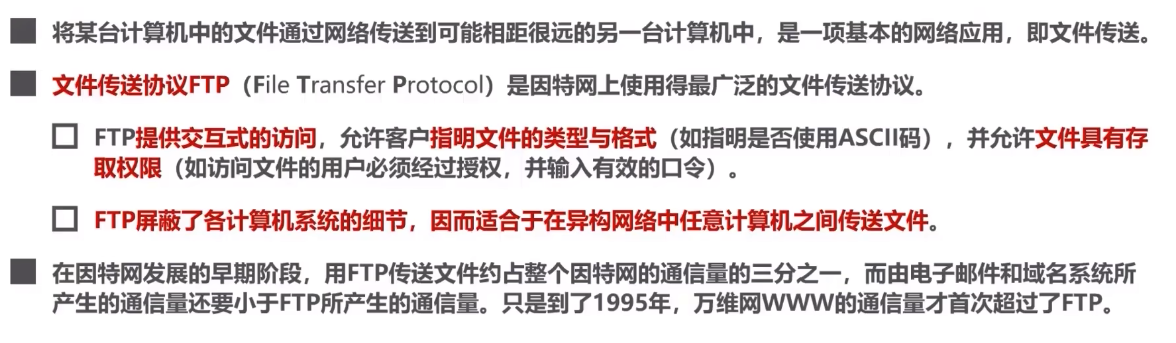 将某台计算机中的文件通过网络传送到可能相距很远的另一台计算机中，是一项基本的网络应用，即文件传送。
文件传送协议FTP（File Transfer Protocol）是因特网上使用得最广泛的文件传送协议。
FTP提供交互式的访问，允许客户指明文件的类型与格式（如指明是否使用ASCII码），并允许文件具有存
取权限（如访问文件的用户必须经过授权，并输入有效的口令）。
FTP屏蔽了各计算机系统的细节，因而适合于在异构网络中任意计算机之间传送文件。
在因特网发展的早期阶段，用FTP传送文件约占整个因特网的通信量的三分之一，而由电子邮件和域名系统所
产生的通信量还要小于FTP所产生的通信量。只是到了1995年，万维网WWW的通信量才首次超过了FTP。